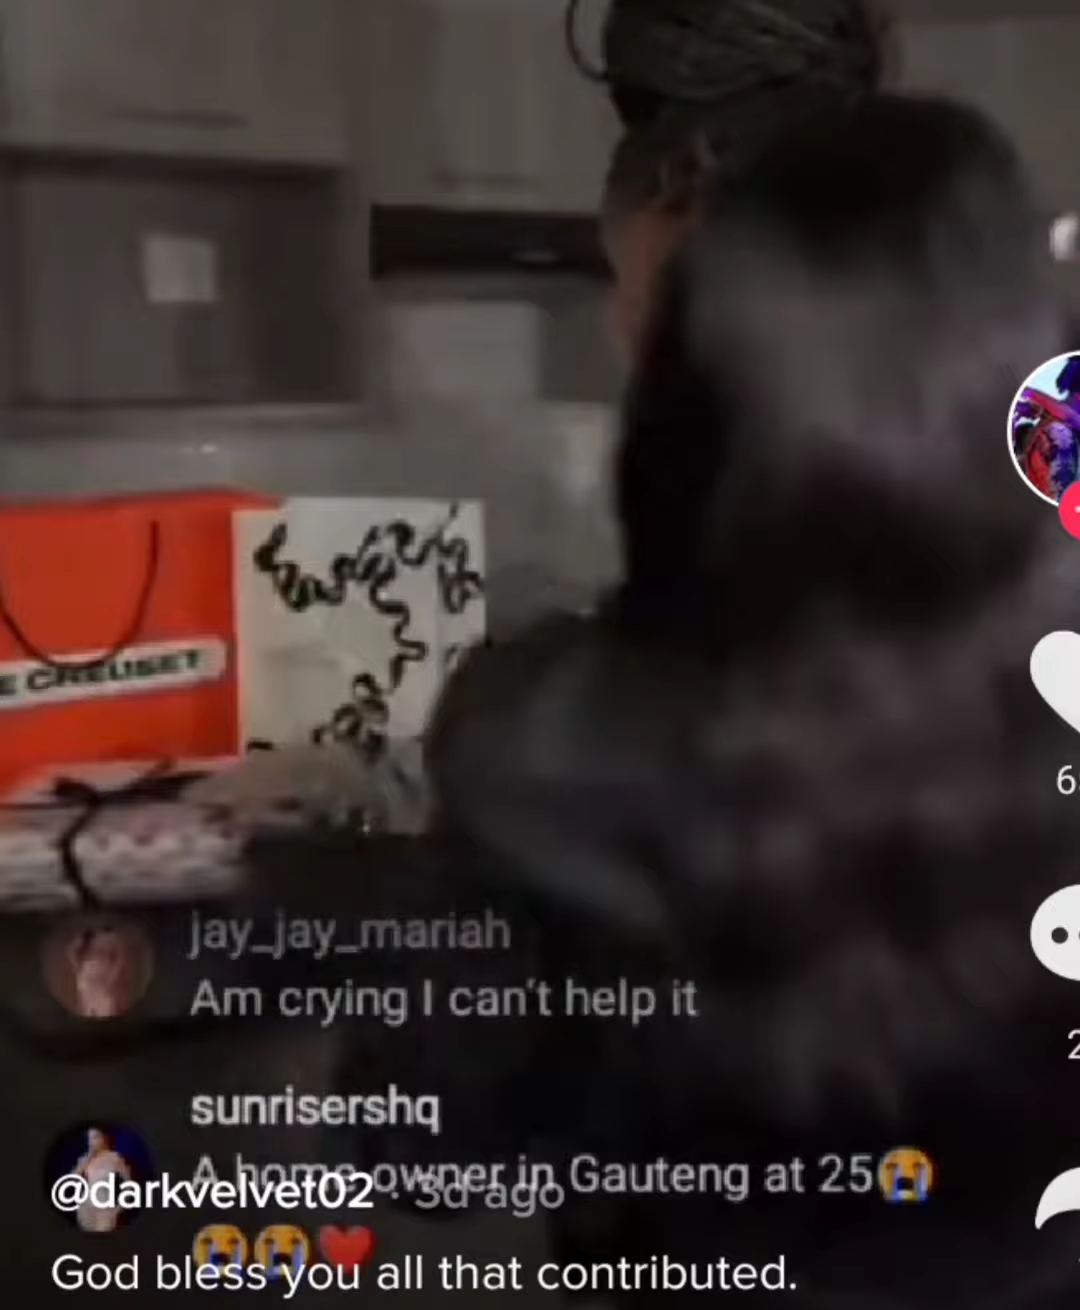 E CREUSET
jay_jay_mariah
Am crying I can't help it
sunrisershq
A home owner in Gauteng at 25😭
😭😭❤️
@darkvelvet02 · 3d ago
God bless you all that contributed.